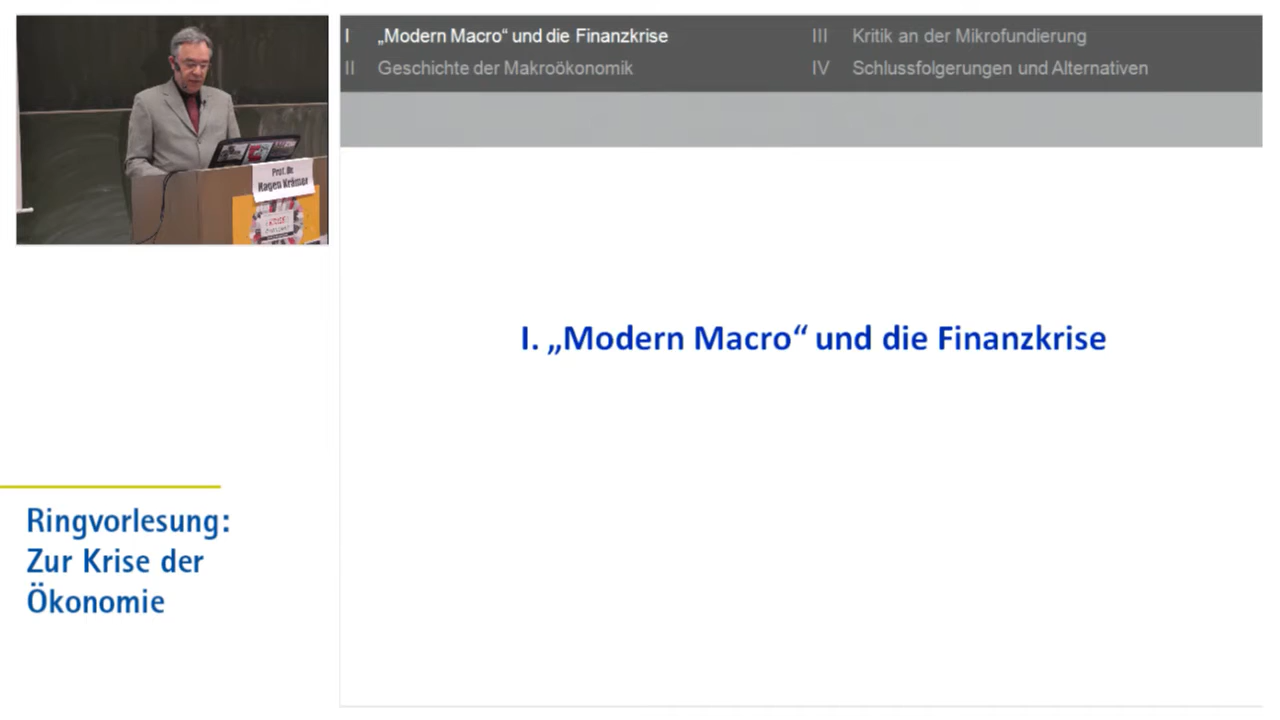 I „Modern Macro“ und die Finanzkrise
II Geschichte der Makroökonomik
III Kritik an der Mikrofundierung
IV Schlussfolgerungen und Alternativen
Prof. Dr.
Hagen Krämer
I. „Modern Macro“ und die Finanzkrise
Ringvorlesung:
Zur Krise der
Ökonomie